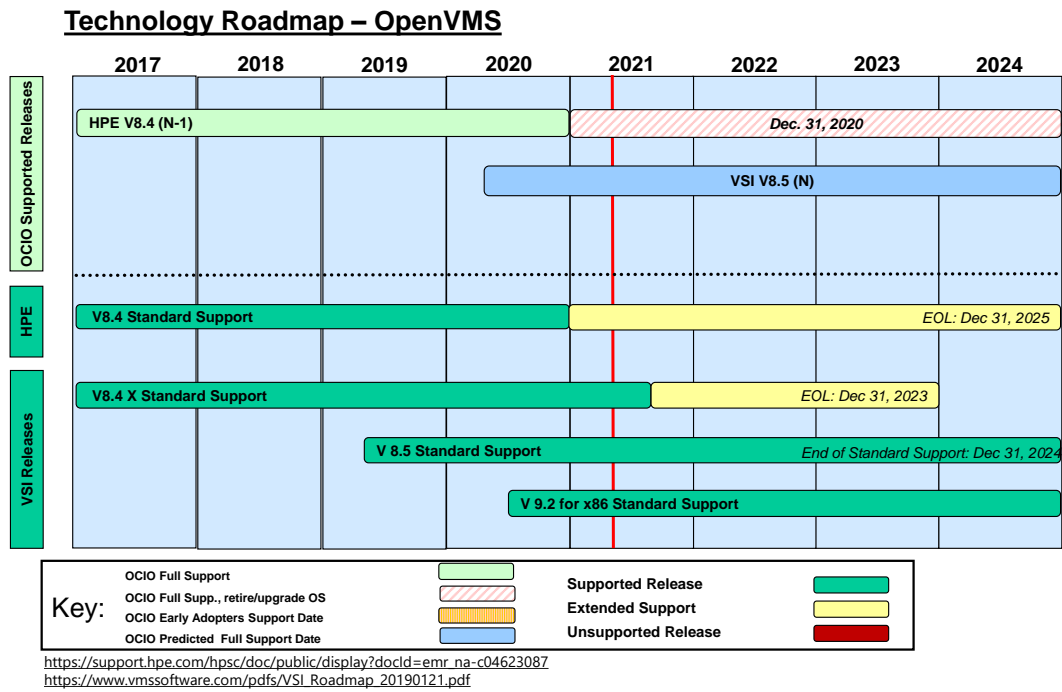 Technology Roadmap – OpenVMS
2017 2018 2019 2020 2021 2022 2023 2024
OCIO Supported Releases
HPE V8.4 (N-1)
Dec. 31, 2020
VSI V8.5 (N)
HPE
V8.4 Standard Support
EOL: Dec 31, 2025
VSI Releases
V8.4 X Standard Support
EOL: Dec 31, 2023
V 8.5 Standard Support
End of Standard Support: Dec 31, 2024
V 9.2 for x86 Standard Support
Key:
OCIO Full Support
OCIO Full Supp., retire/upgrade OS
OCIO Early Adopters Support Date
OCIO Predicted Full Support Date
Supported Release
Extended Support
Unsupported Release
https://support.hpe.com/hpsc/doc/public/display?docId=emr_na-c04623087
https://www.vmssoftware.com/pdfs/VSI_Roadmap_20190121.pdf